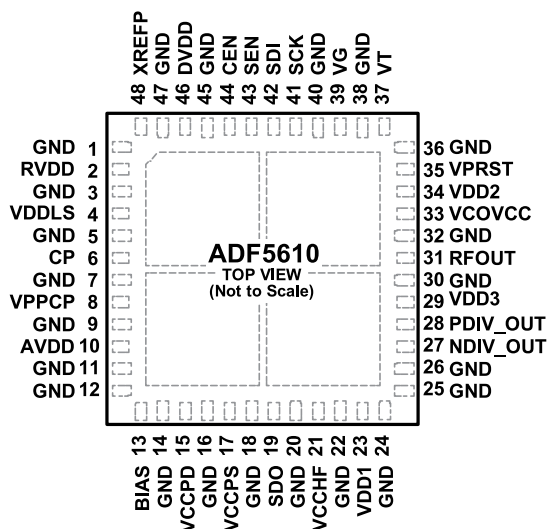 48 XREFP
47 GND
46 DVDD
45 GND
44 CEN
43 SEN
42 SDI
41 SCK
40 GND
39 VG
38 GND
37 VT
GND 1
RVDD 2
GND 3
VDDLS 4
GND 5
CP 6
GND 7
VPPCP 8
GND 9
AVDD 10
GND 11
GND 12
ADF5610
TOP VIEW
(Not to Scale)
36 GND
35 VPRST
34 VDD2
33 VCOVCC
32 GND
31 RFOUT
30 GND
29 VDD3
28 PDIV_OUT
27 NDIV_OUT
26 GND
25 GND
BIAS 13
GND 14
VCCPD 15
GND 16
VCCPS 17
GND 18
SDO 19
GND 20
VCCHF 21
GND 22
VDD1 23
GND 24